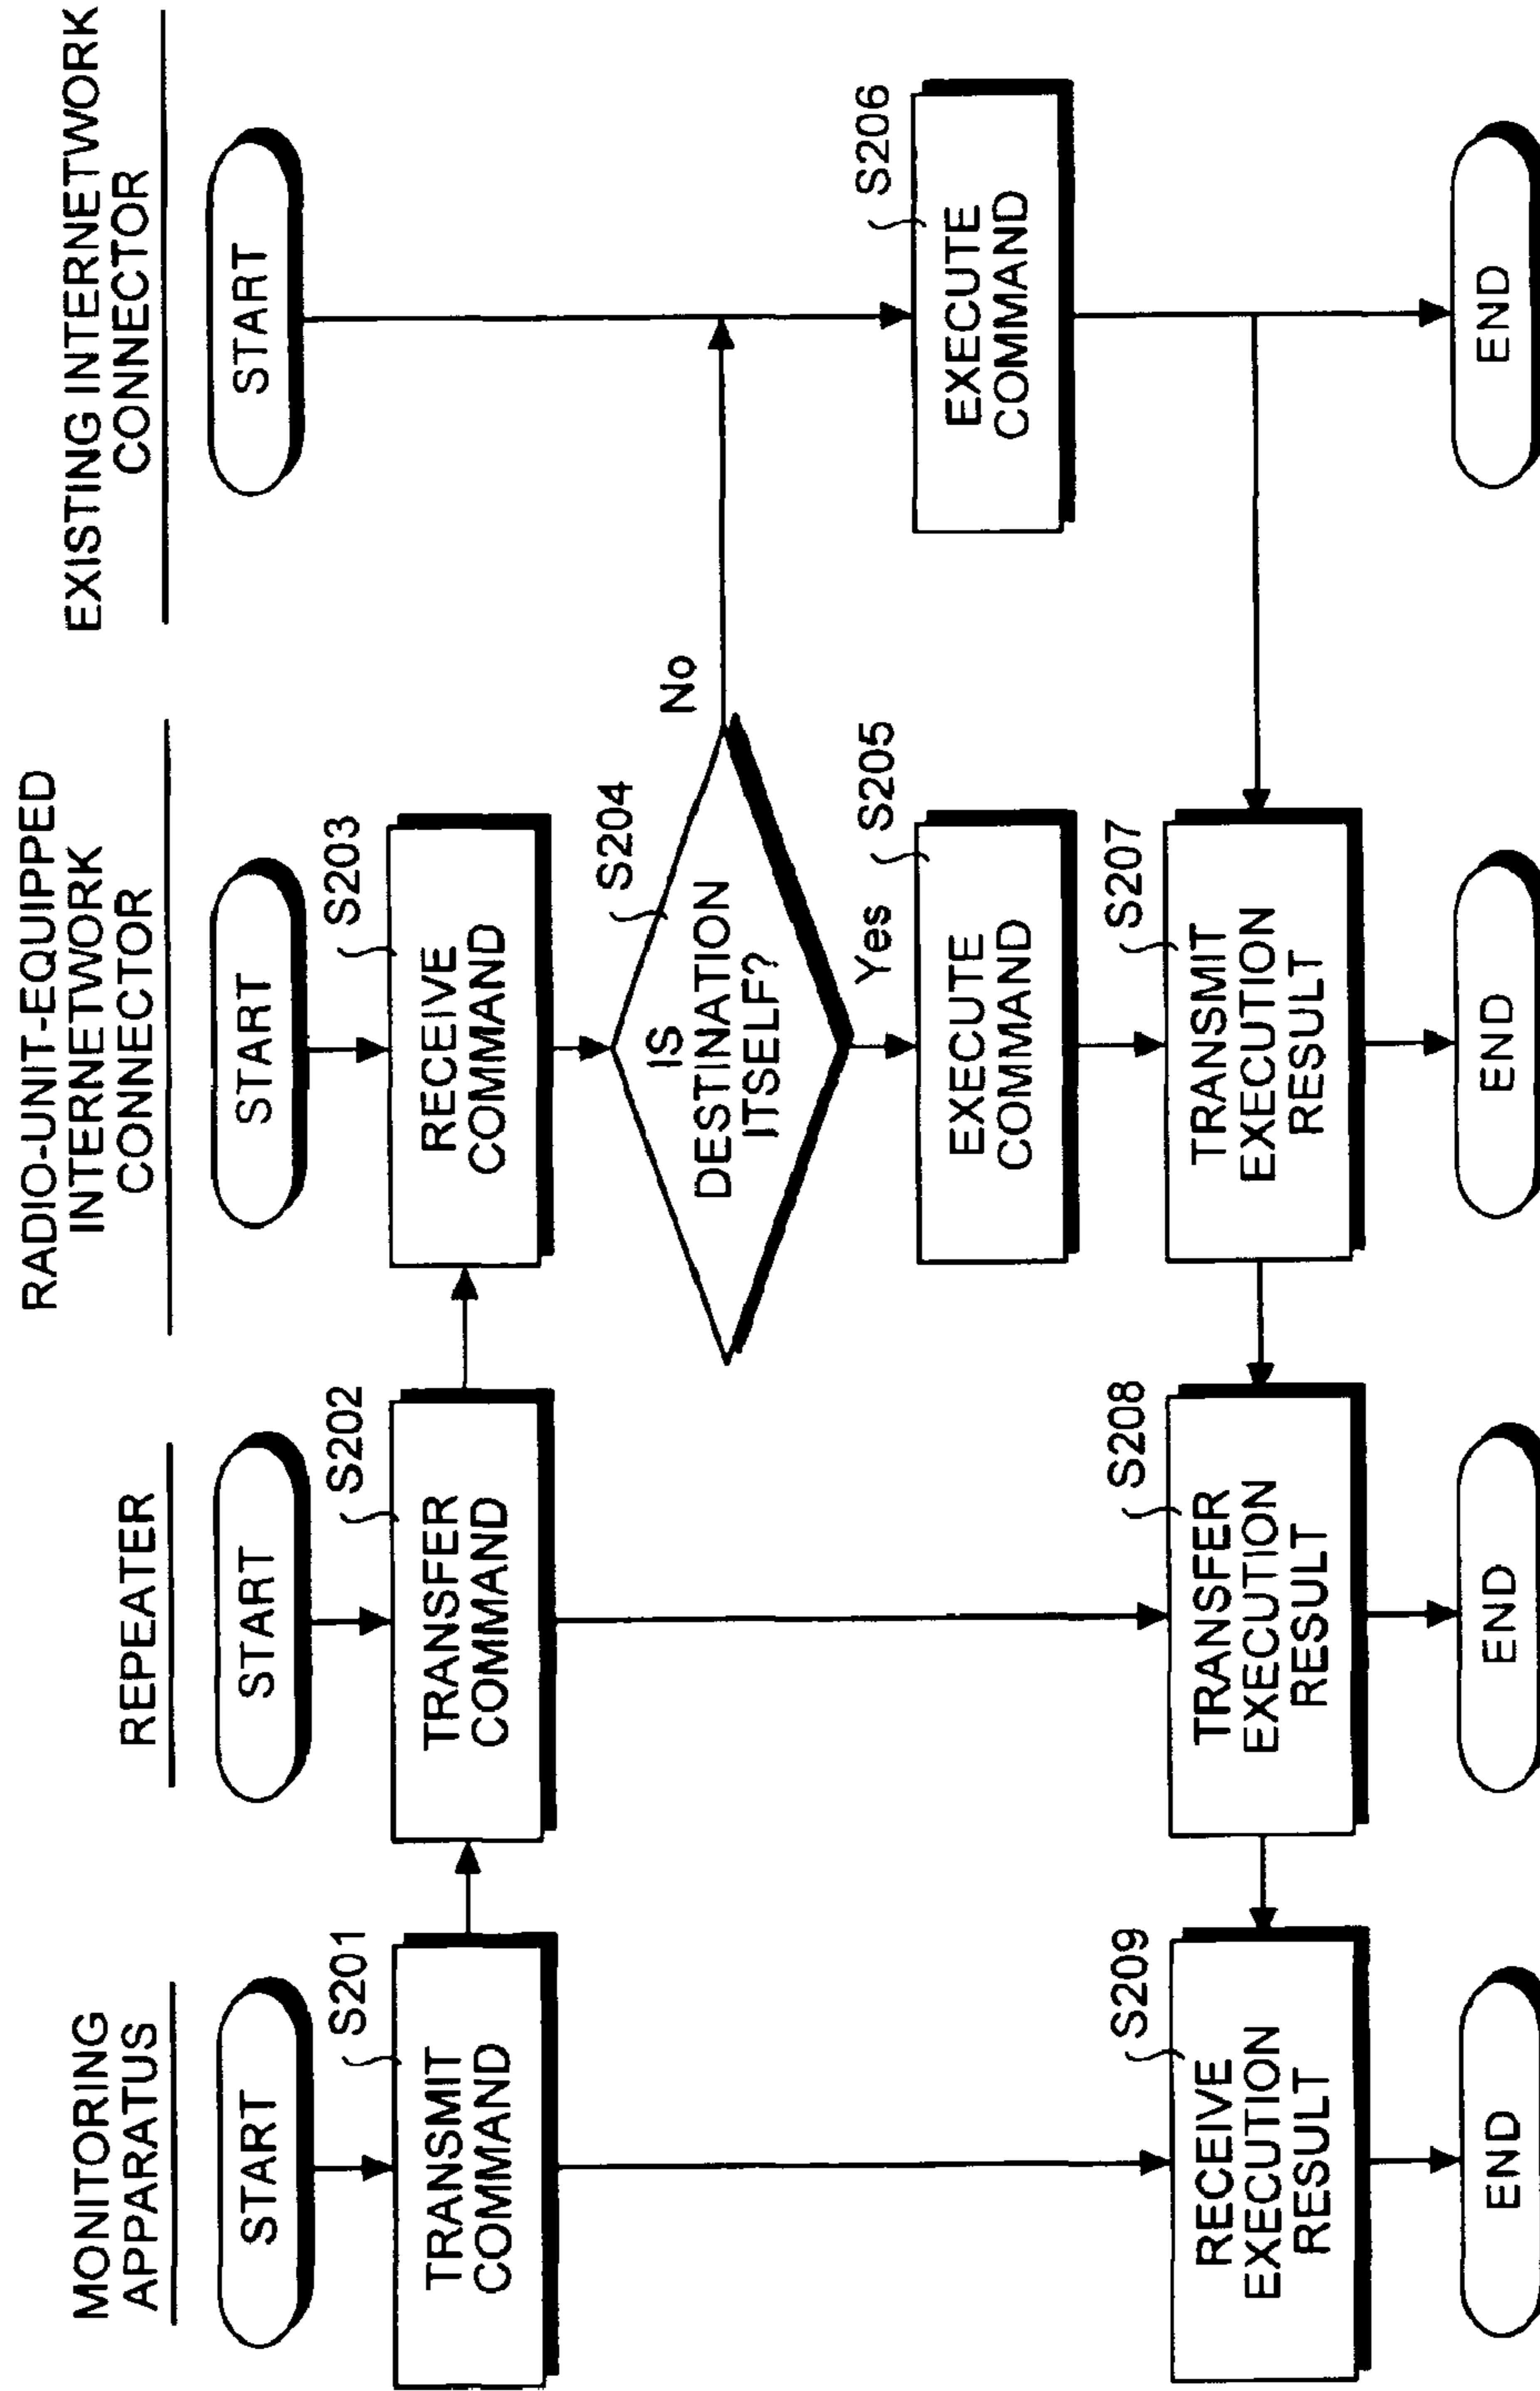 MONITORING
APPARATUS
START
S201
TRANSMIT
COMMAND
S209
RECEIVE
EXECUTION
RESULT
END
REPEATER
START
S202
TRANSFER
COMMAND
S208
TRANSFER
EXECUTION
RESULT
END
RADIO-UNIT-EQUIPPED
INTERNETWORK
CONNECTOR
START
S203
RECEIVE
COMMAND
S204
IS
DESTINATION
ITSELF?
No
Yes
S205
EXECUTE
COMMAND
S207
TRANSMIT
EXECUTION
RESULT
END
EXISTING INTERNETWORK
CONNECTOR
START
S206
EXECUTE
COMMAND
END